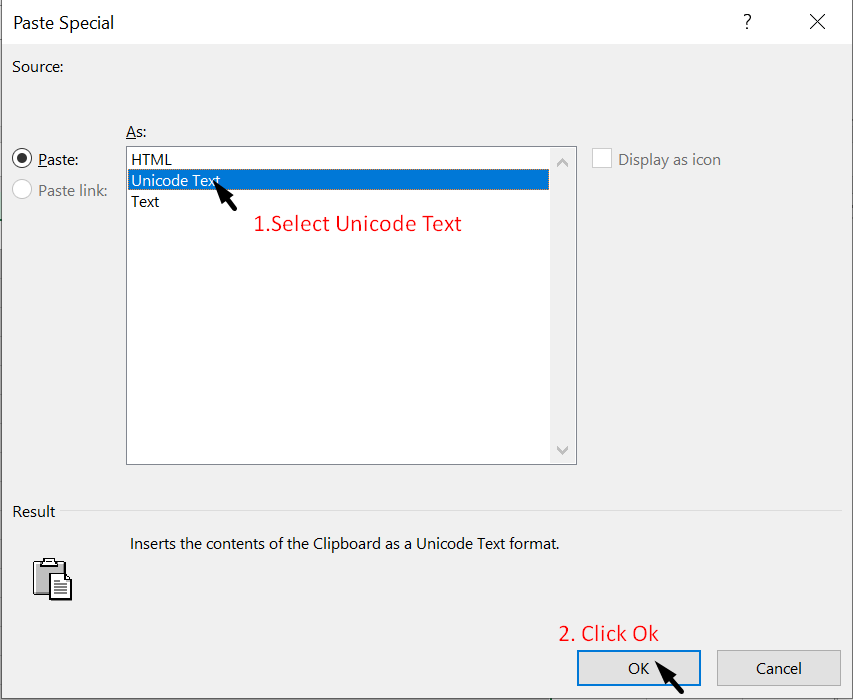 Paste Special ?
Source:
As:
Paste:
Paste link:
HTML
Unicode Text
Text
Display as icon
1.Select Unicode Text
Result
Inserts the contents of the Clipboard as a Unicode Text format.
2. Click Ok
OK Cancel